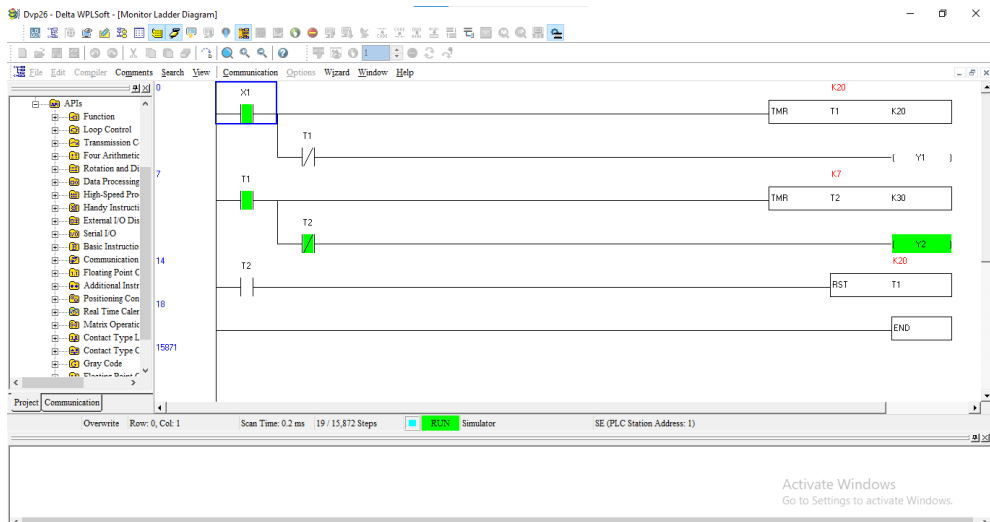 Dvp26 - Delta WPLSoft - [Monitor Ladder Diagram]
1
File Edit Compiler Comments Search View Communication Options Wizard Window Help
APIs
Function
Loop Control
Transmission C
Four Arithmetic
Rotation and Di
Data Processing
High-Speed Pro
Handy Instructi
External I/O Dis
Serial I/O
Basic Instructio
Communication
Floating Point C
Additional Instr
Positioning Con
Real Time Caler
Matrix Operatic
Contact Type L
Contact Type C
Gray Code
Floating Point C
Project Communication
0
X1
K20
TMR T1 K20
T1
( Y1 )
7
T1
K7
TMR T2 K30
T2
( Y2 )
14
T2
K20
RST T1
18
END
15871
Overwrite Row: 0, Col: 1 Scan Time: 0.2 ms 19 / 15,872 Steps RUN Simulator SE (PLC Station Address: 1)
Activate Windows
Go to Settings to activate Windows.